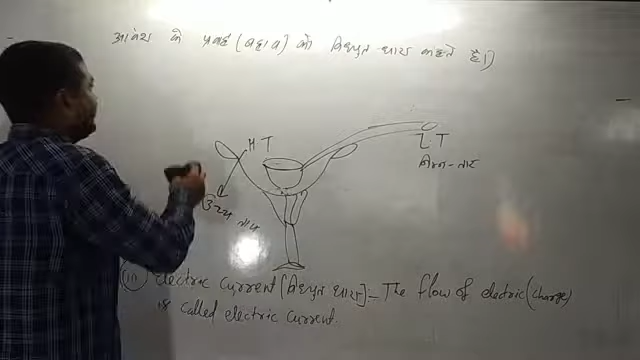 आवेश के प्रवाह (बहाव) को विद्युत धारा कहते है।)
H T
L.T
उच्च ताप
निम्न-ताप
(iii) Electric current [विद्युत धारा]:- The flow of electric (charge)
is called electric current.